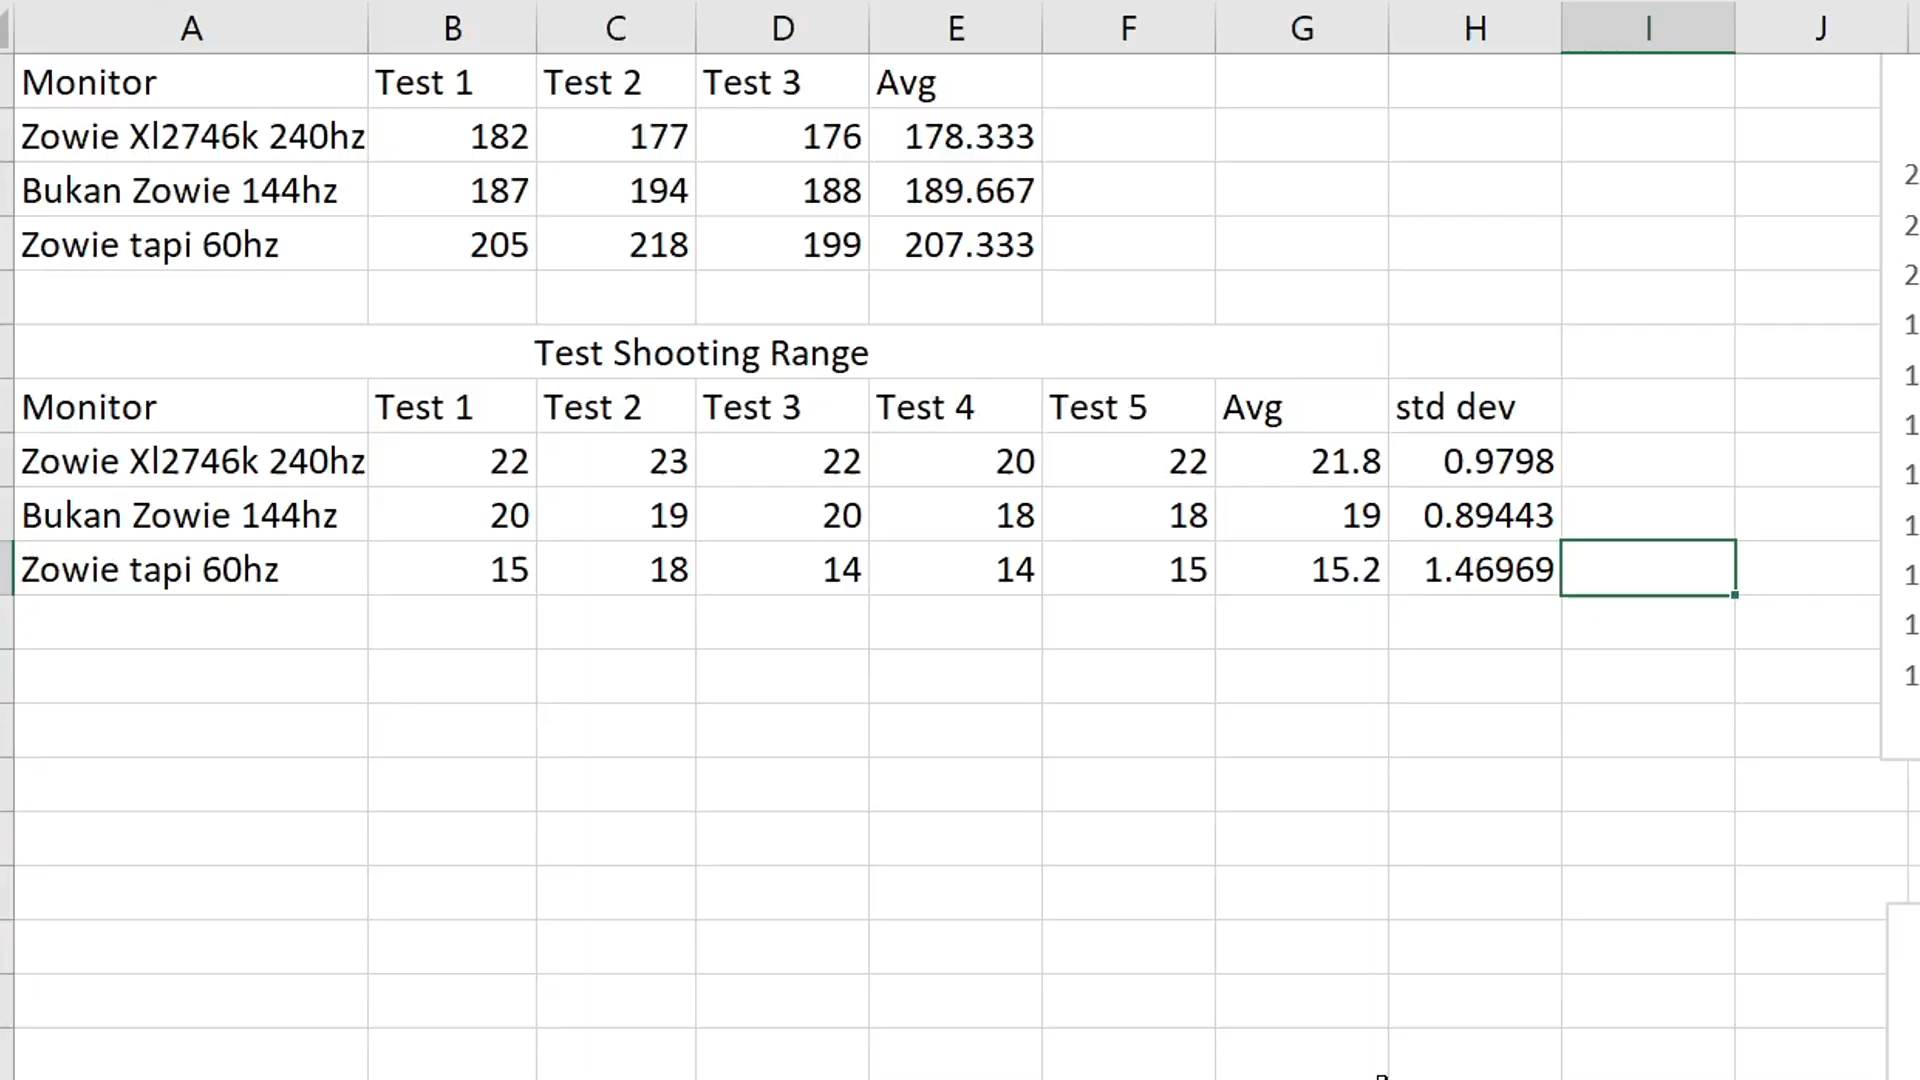 A B C D E F G H I J
Monitor Test 1 Test 2 Test 3 Avg
Zowie Xl2746k 240hz 182 177 176 178.333
Bukan Zowie 144hz 187 194 188 189.667
Zowie tapi 60hz 205 218 199 207.333
Test Shooting Range
Monitor Test 1 Test 2 Test 3 Test 4 Test 5 Avg std dev
Zowie Xl2746k 240hz 22 23 22 20 22 21.8 0.9798
Bukan Zowie 144hz 20 19 20 18 18 19 0.89443
Zowie tapi 60hz 15 18 14 14 15 15.2 1.46969